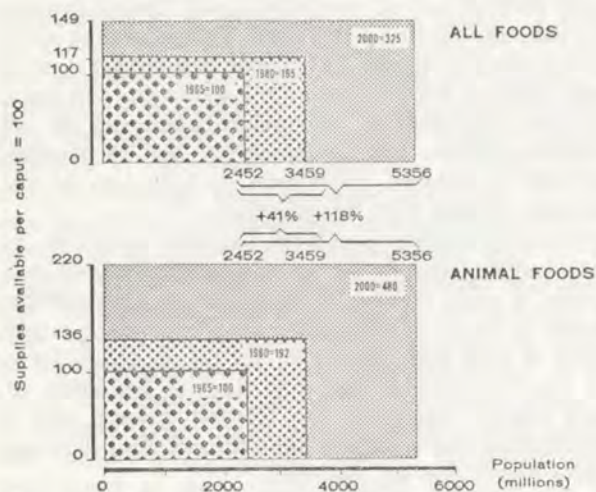 149
117
100
0
2000=325
1980=165
1965=100
ALL FOODS
2452 3459 5356
+41% +118%
2452 3459 5356
220
136
100
0
2000=480
1980=192
1965=100
ANIMAL FOODS
Supplies available per caput = 100
0 2000 4000 6000
Population
(millions)